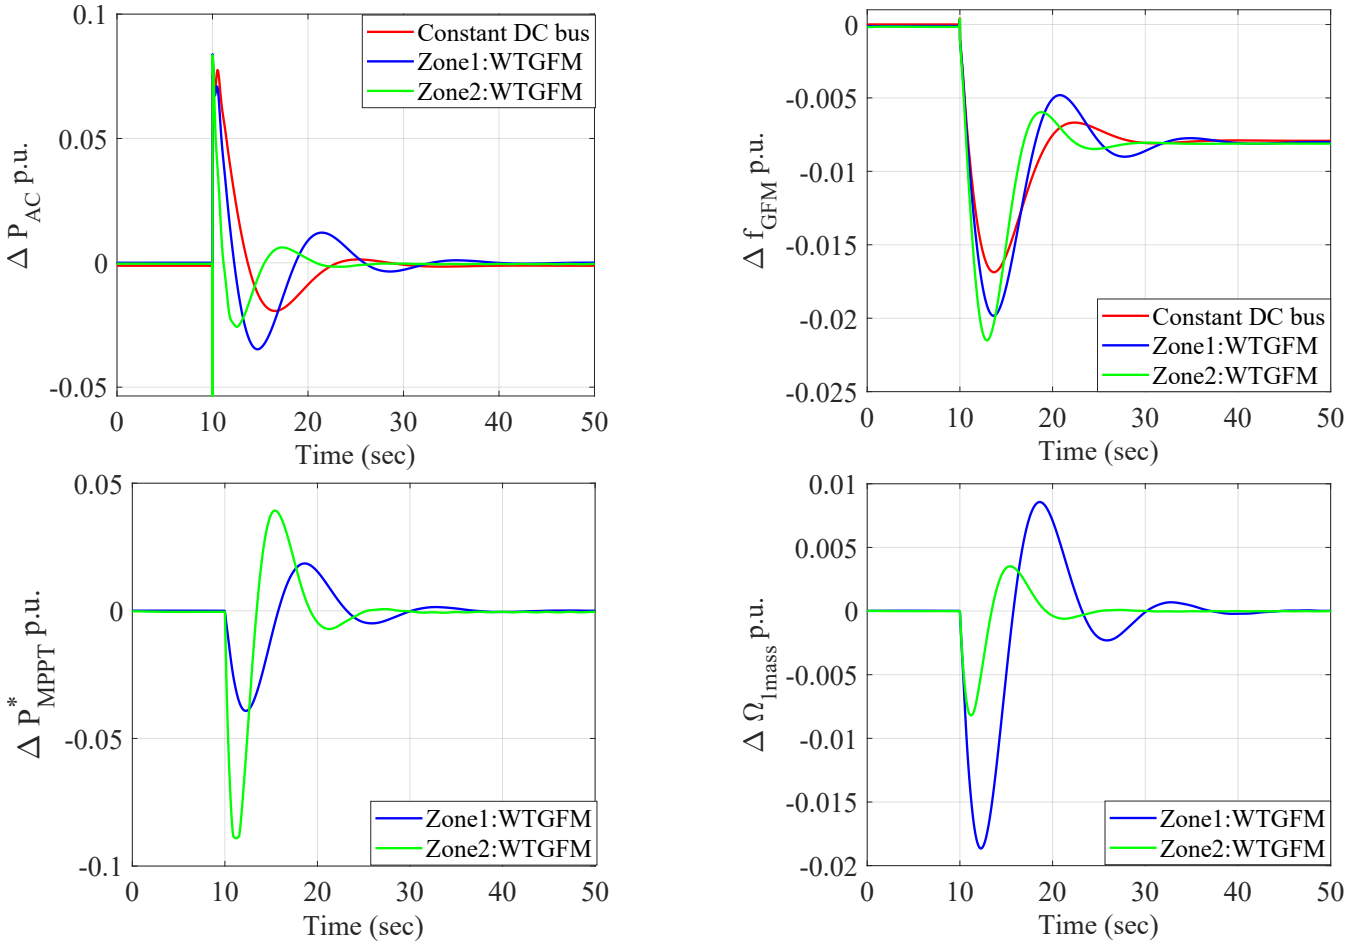 0.1
0.05
0
-0.05
Δ P_AC p.u.
Constant DC bus
Zone1:WTGFM
Zone2:WTGFM
0 10 20 30 40 50
Time (sec)
0
-0.005
-0.01
-0.015
-0.02
-0.025
Δ f_GFM p.u.
Constant DC bus
Zone1:WTGFM
Zone2:WTGFM
0 10 20 30 40 50
Time (sec)
0.05
0
-0.05
-0.1
Δ P*_MPPT p.u.
Zone1:WTGFM
Zone2:WTGFM
0 10 20 30 40 50
Time (sec)
0.01
0.005
0
-0.005
-0.01
-0.015
-0.02
Δ Ω_1mass p.u.
Zone1:WTGFM
Zone2:WTGFM
0 10 20 30 40 50
Time (sec)